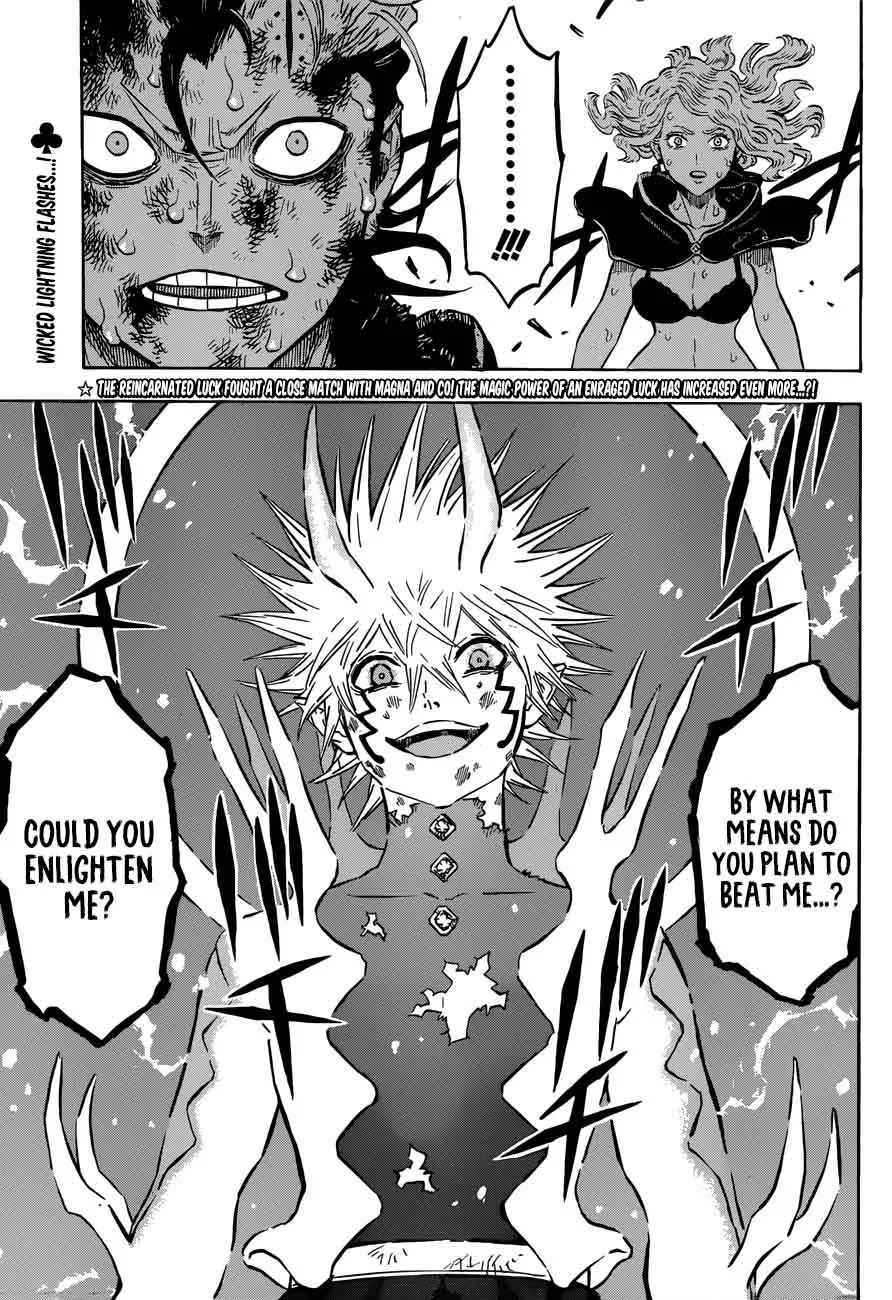 WICKED LIGHTNING FLASHES...!♣
.........!!!
☆ THE REINCARNATED LUCK FOUGHT A CLOSE MATCH WITH MAGNA AND CO! THE MAGIC POWER OF AN ENRAGED LUCK HAS INCREASED EVEN MORE...?!
BY WHAT
MEANS DO
YOU PLAN TO
BEAT ME...?
COULD YOU
ENLIGHTEN
ME?